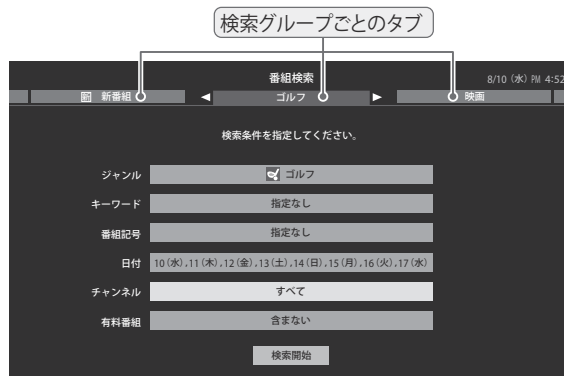 検索グループごとのタブ
番組検索
8/10（水）PM 4:52
新 新番組
◀ ゴルフ ▶
映画
検索条件を指定してください。
ジャンル ゴルフ
キーワード 指定なし
番組記号 指定なし
日付 10（水）,11（木）,12（金）,13（土）,14（日）,15（月）,16（火）,17（水）
チャンネル すべて
有料番組 含まない
検索開始